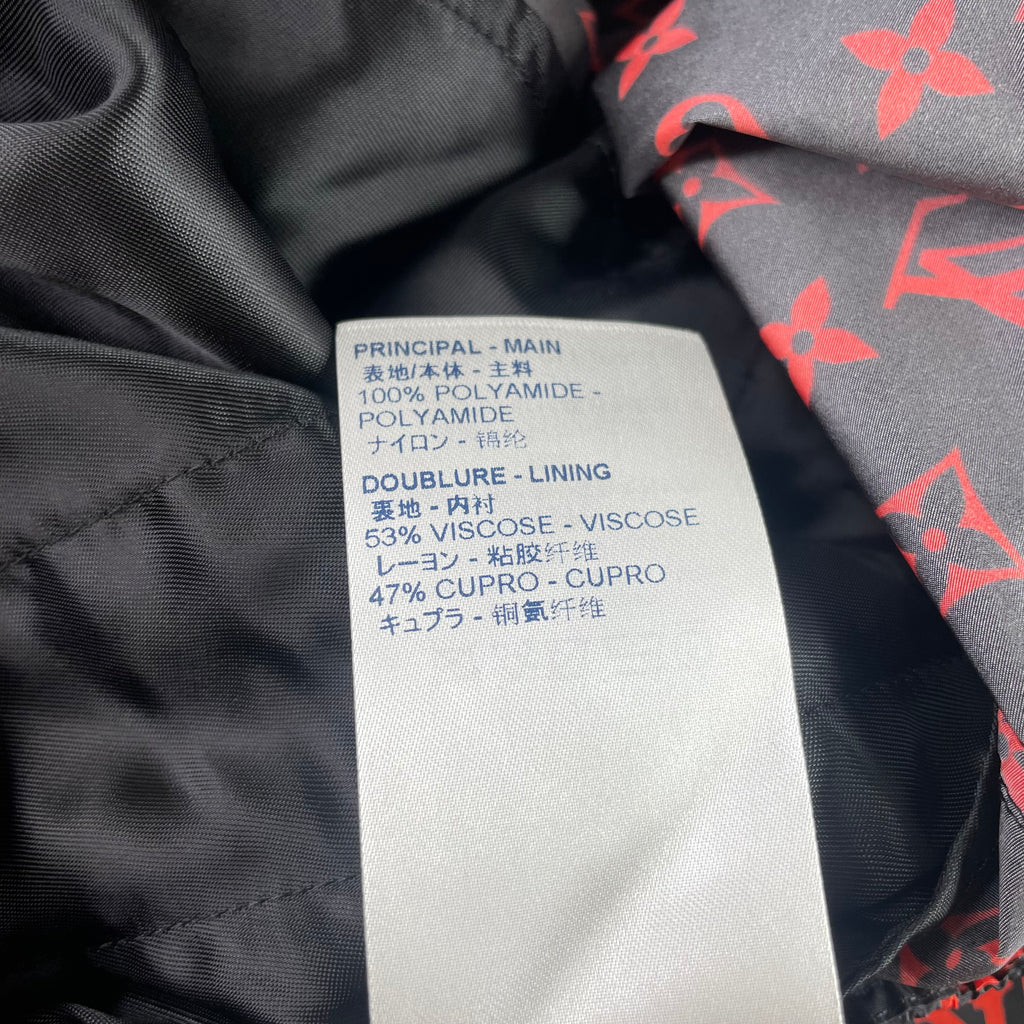 PRINCIPAL - MAIN
表地/本体 - 主料
100% POLYAMIDE -
POLYAMIDE
ナイロン - 锦纶
DOUBLURE - LINING
裏地 - 内衬
53% VISCOSE - VISCOSE
レーヨン - 粘胶纤维
47% CUPRO - CUPRO
キュプラ - 铜氨纤维